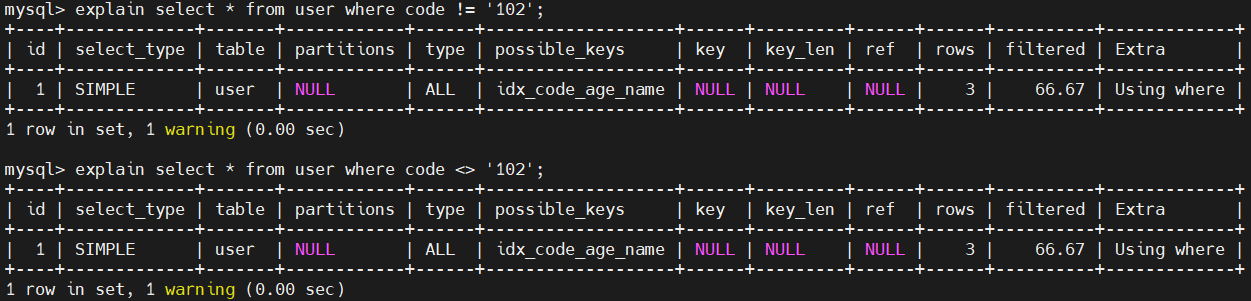 mysql> explain select * from user where code != '102';
+----+-------------+-------+------------+------+-------------------+------+---------+------+------+----------+-------------+
| id | select_type | table | partitions | type | possible_keys     | key  | key_len | ref  | rows | filtered | Extra       |
+----+-------------+-------+------------+------+-------------------+------+---------+------+------+----------+-------------+
|  1 | SIMPLE      | user  | NULL       | ALL  | idx_code_age_name | NULL | NULL    | NULL |    3 |    66.67 | Using where |
+----+-------------+-------+------------+------+-------------------+------+---------+------+------+----------+-------------+
1 row in set, 1 warning (0.00 sec)

mysql> explain select * from user where code <> '102';
+----+-------------+-------+------------+------+-------------------+------+---------+------+------+----------+-------------+
| id | select_type | table | partitions | type | possible_keys     | key  | key_len | ref  | rows | filtered | Extra       |
+----+-------------+-------+------------+------+-------------------+------+---------+------+------+----------+-------------+
|  1 | SIMPLE      | user  | NULL       | ALL  | idx_code_age_name | NULL | NULL    | NULL |    3 |    66.67 | Using where |
+----+-------------+-------+------------+------+-------------------+------+---------+------+------+----------+-------------+
1 row in set, 1 warning (0.00 sec)